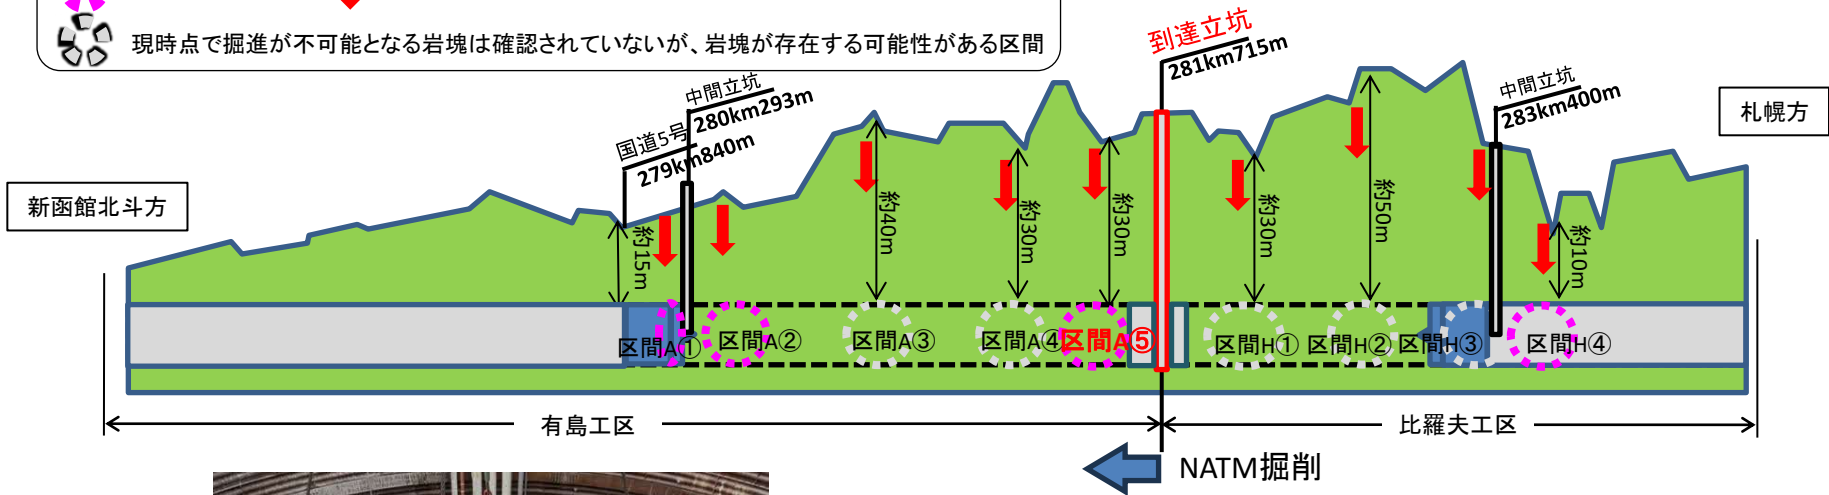 現時点で掘進が不可能となる岩塊は確認されていないが、岩塊が存在する可能性がある区間
到達立坑
281km715m
中間立坑
280km293m
中間立坑
283km400m
国道5号
279km840m
新函館北斗方
札幌方
約15m
約40m
約30m
約30m
約30m
約50m
約10m
区間A①
区間A②
区間A③
区間A④
区間A⑤
区間H①
区間H②
区間H③
区間H④
有島工区
比羅夫工区
NATM掘削